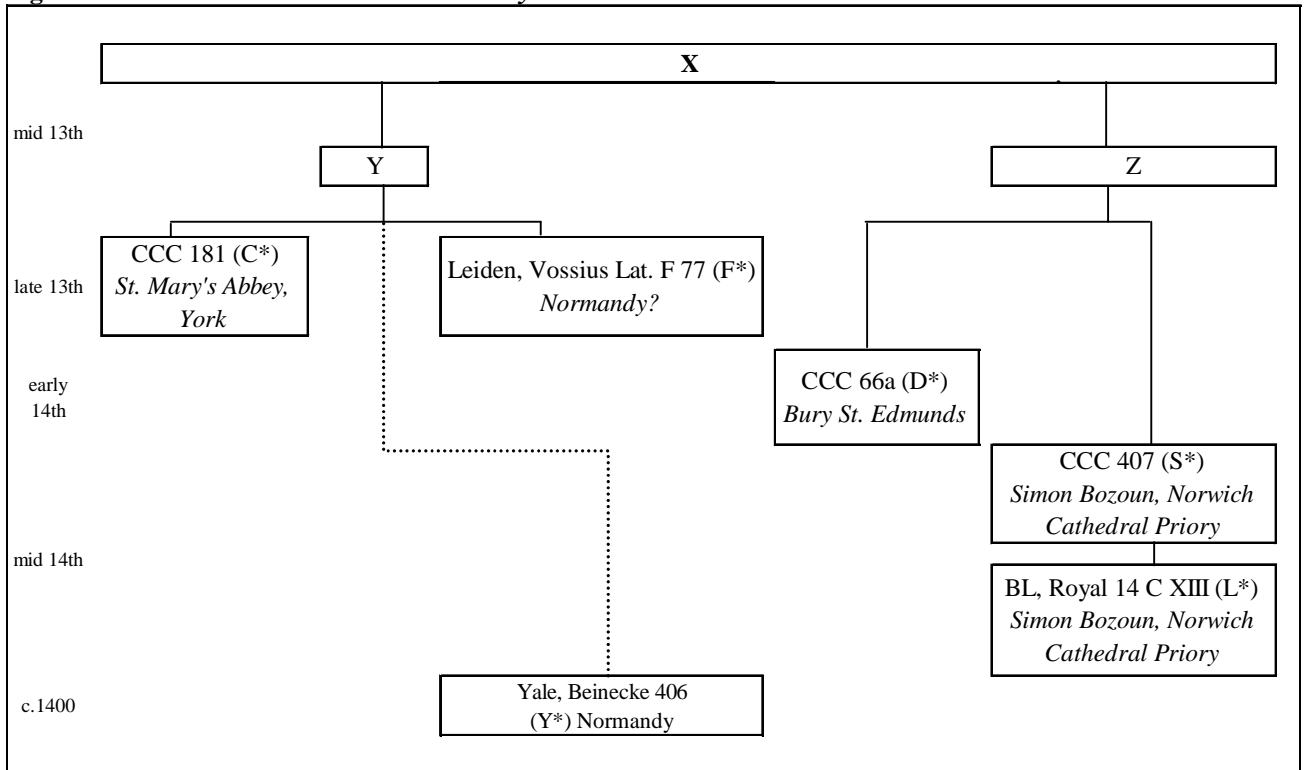 X
mid 13th
Y
Z
CCC 181 (C*)
St. Mary's Abbey,
York
Leiden, Vossius Lat. F 77 (F*)
Normandy?
late 13th
CCC 66a (D*)
Bury St. Edmunds
early
14th
CCC 407 (S*)
Simon Bozoun, Norwich
Cathedral Priory
mid 14th
BL, Royal 14 C XIII (L*)
Simon Bozoun, Norwich
Cathedral Priory
Yale, Beinecke 406
(Y*) Normandy
c.1400